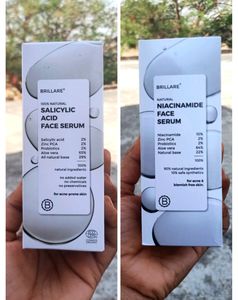 BRILLARE
100% NATURAL
SALICYLIC
ACID
FACE SERUM
Salicylic acid 2%
Zinc PCA 2%
Probiotics 2%
Aloe vera 65%
All natural base 29%
100%
natural ingredients
no added water
no chemicals
no preservatives
for acne-prone skin
B
BRILLARE
NATURAL
NIACINAMIDE
FACE
SERUM
Niacinamide 10%
Zinc PCA 2%
Probiotics 2%
Aloe vera 64%
Natural base 22%
100%
90% natural ingredients
10% safe synthetics
for acne &
blemish free skin
B